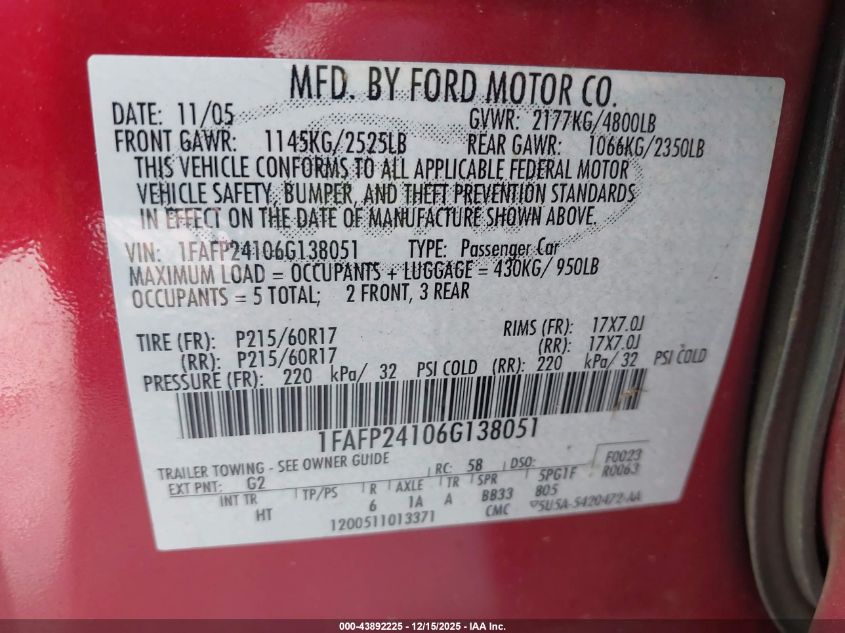 MFD. BY FORD MOTOR CO.
DATE: 11/05 GVWR: 2177KG/4800LB
FRONT GAWR: 1145KG/2525LB REAR GAWR: 1066KG/2350LB
THIS VEHICLE CONFORMS TO ALL APPLICABLE FEDERAL MOTOR
VEHICLE SAFETY, BUMPER, AND THEFT PREVENTION STANDARDS
IN EFFECT ON THE DATE OF MANUFACTURE SHOWN ABOVE.
VIN: 1FAFP24106G138051 TYPE: Passenger Car
MAXIMUM LOAD = OCCUPANTS + LUGGAGE = 430KG/ 950LB
OCCUPANTS = 5 TOTAL; 2 FRONT, 3 REAR
TIRE (FR): P215/60R17 RIMS (FR): 17X7.0J
(RR): P215/60R17 (RR): 17X7.0J
PRESSURE (FR): 220 kPa/ 32 PSI COLD (RR): 220 kPa/ 32 PSI COLD
1FAFP24106G138051
TRAILER TOWING - SEE OWNER GUIDE
EXT PNT: G2 RC: 58 DSO: F0023
R0063
INT TR TP/PS R AXLE TR SPR 5PG1F
HT 6 1A A BB33 B05
1200511013371 CMC 5U5A-5420472-AA
000-43892225 - 12/15/2025 - IAA Inc.